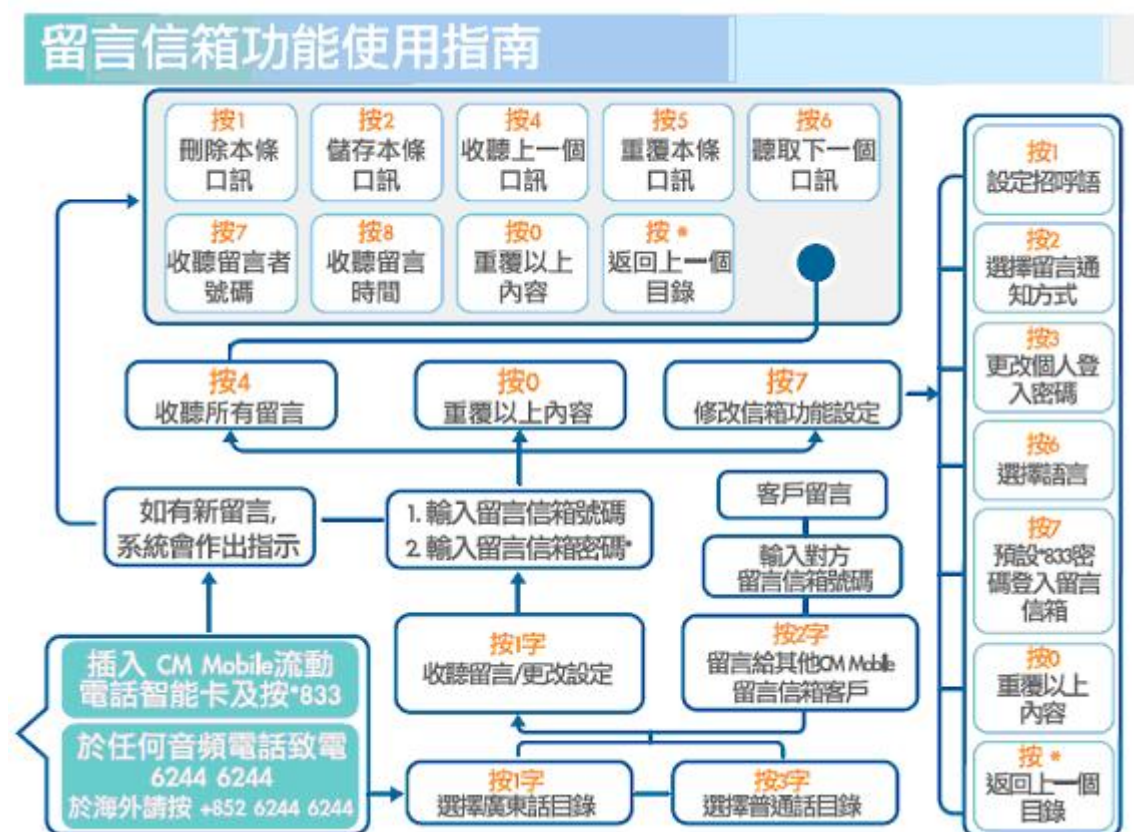 留言信箱功能使用指南
按1
刪除本條
口訊
按2
儲存本條
口訊
按4
收聽上一個
口訊
按5
重覆本條
口訊
按6
聽取下一個
口訊
按7
收聽留言者
號碼
按8
收聽留言
時間
按0
重覆以上
內容
按 *
返回上一個
目錄
按4
收聽所有留言
按0
重覆以上內容
按7
修改信箱功能設定
如有新留言,
系統會作出指示
1. 輸入留言信箱號碼
2. 輸入留言信箱密碼*
客戶留言
輸入對方
留言信箱號碼
按1字
收聽留言/更改設定
按2字
留言給其他CM Mobile
留言信箱客戶
插入 CM Mobile流動
電話智能卡及按*833
於任何音頻電話致電
6244 6244
於海外請按 +852 6244 6244
按1字
選擇廣東話目錄
按3字
選擇普通話目錄
按1
設定招呼語
按2
選擇留言通
知方式
按3
更改個人登
入密碼
按6
選擇語言
按7
預設*833密
碼登入留言
信箱
按0
重覆以上
內容
按 *
返回上一個
目錄